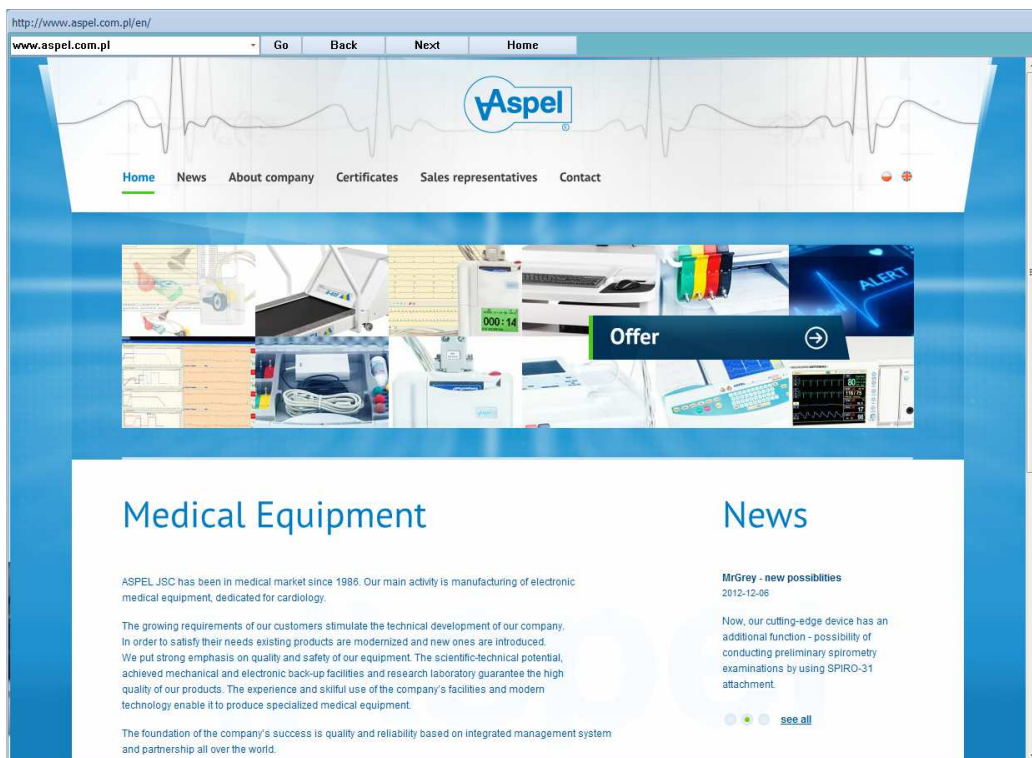 http://www.aspel.com.pl/en/
www.aspel.com.pl Go Back Next Home
Aspel
®
Home News About company Certificates Sales representatives Contact
000:14
ALERT
Offer
80
116/75
17
98
Medical Equipment
ASPEL JSC has been in medical market since 1986. Our main activity is manufacturing of electronic
medical equipment, dedicated for cardiology.
The growing requirements of our customers stimulate the technical development of our company.
In order to satisfy their needs existing products are modernized and new ones are introduced.
We put strong emphasis on quality and safety of our equipment. The scientific-technical potential,
achieved mechanical and electronic back-up facilities and research laboratory guarantee the high
quality of our products. The experience and skilful use of the company's facilities and modern
technology enable it to produce specialized medical equipment.
The foundation of the company's success is quality and reliability based on integrated management system
and partnership all over the world.
News
MrGrey - new possiblities
2012-12-06
Now, our cutting-edge device has an
additional function - possibility of
conducting preliminary spirometry
examinations by using SPIRO-31
attachment.
see all